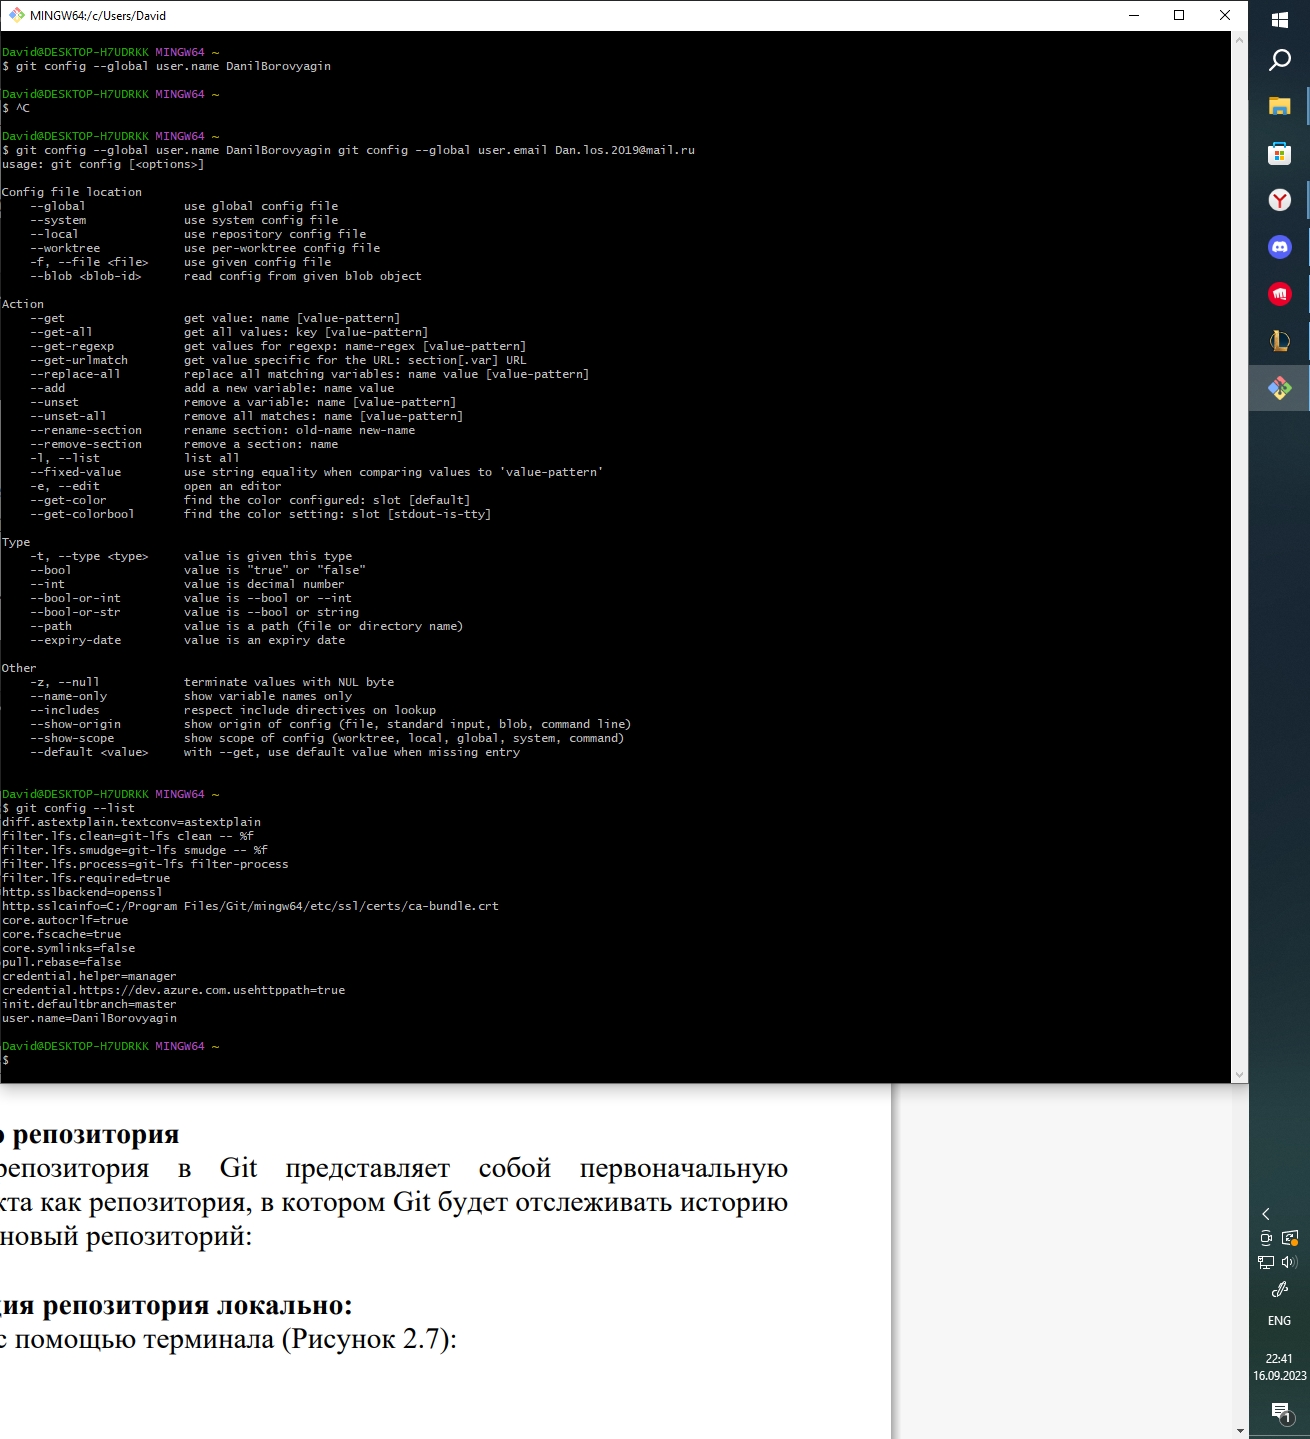 MINGW64:/c/Users/David
David@DESKTOP-H7UDRKK MINGW64 ~
$ git config --global user.name DanilBorovyagin
David@DESKTOP-H7UDRKK MINGW64 ~
$ ^C
David@DESKTOP-H7UDRKK MINGW64 ~
$ git config --global user.name DanilBorovyagin git config --global user.email Dan.los.2019@mail.ru
usage: git config [<options>]
Config file location
--global use global config file
--system use system config file
--local use repository config file
--worktree use per-worktree config file
-f, --file <file> use given config file
--blob <blob-id> read config from given blob object
Action
--get get value: name [value-pattern]
--get-all get all values: key [value-pattern]
--get-regexp get values for regexp: name-regex [value-pattern]
--get-urlmatch get value specific for the URL: section[.var] URL
--replace-all replace all matching variables: name value [value-pattern]
--add add a new variable: name value
--unset remove a variable: name [value-pattern]
--unset-all remove all matches: name [value-pattern]
--rename-section rename section: old-name new-name
--remove-section remove a section: name
-l, --list list all
--fixed-value use string equality when comparing values to 'value-pattern'
-e, --edit open an editor
--get-color find the color configured: slot [default]
--get-colorbool find the color setting: slot [stdout-is-tty]
Type
-t, --type <type> value is given this type
--bool value is "true" or "false"
--int value is decimal number
--bool-or-int value is --bool or --int
--bool-or-str value is --bool or string
--path value is a path (file or directory name)
--expiry-date value is an expiry date
Other
-z, --null terminate values with NUL byte
--name-only show variable names only
--includes respect include directives on lookup
--show-origin show origin of config (file, standard input, blob, command line)
--show-scope show scope of config (worktree, local, global, system, command)
--default <value> with --get, use default value when missing entry
David@DESKTOP-H7UDRKK MINGW64 ~
$ git config --list
diff.astextplain.textconv=astextplain
filter.lfs.clean=git-lfs clean -- %f
filter.lfs.smudge=git-lfs smudge -- %f
filter.lfs.process=git-lfs filter-process
filter.lfs.required=true
http.sslbackend=openssl
http.sslcainfo=C:/Program Files/Git/mingw64/etc/ssl/certs/ca-bundle.crt
core.autocrlf=true
core.fscache=true
core.symlinks=false
pull.rebase=false
credential.helper=manager
credential.https://dev.azure.com.usehttppath=true
init.defaultbranch=master
user.name=DanilBorovyagin
David@DESKTOP-H7UDRKK MINGW64 ~
$
о репозитория
репозитория в Git представляет собой первоначальную
кта как репозитория, в котором Git будет отслеживать историю
новый репозиторий:
ция репозитория локально:
с помощью терминала (Рисунок 2.7):
ENG
22:41
16.09.2023
1